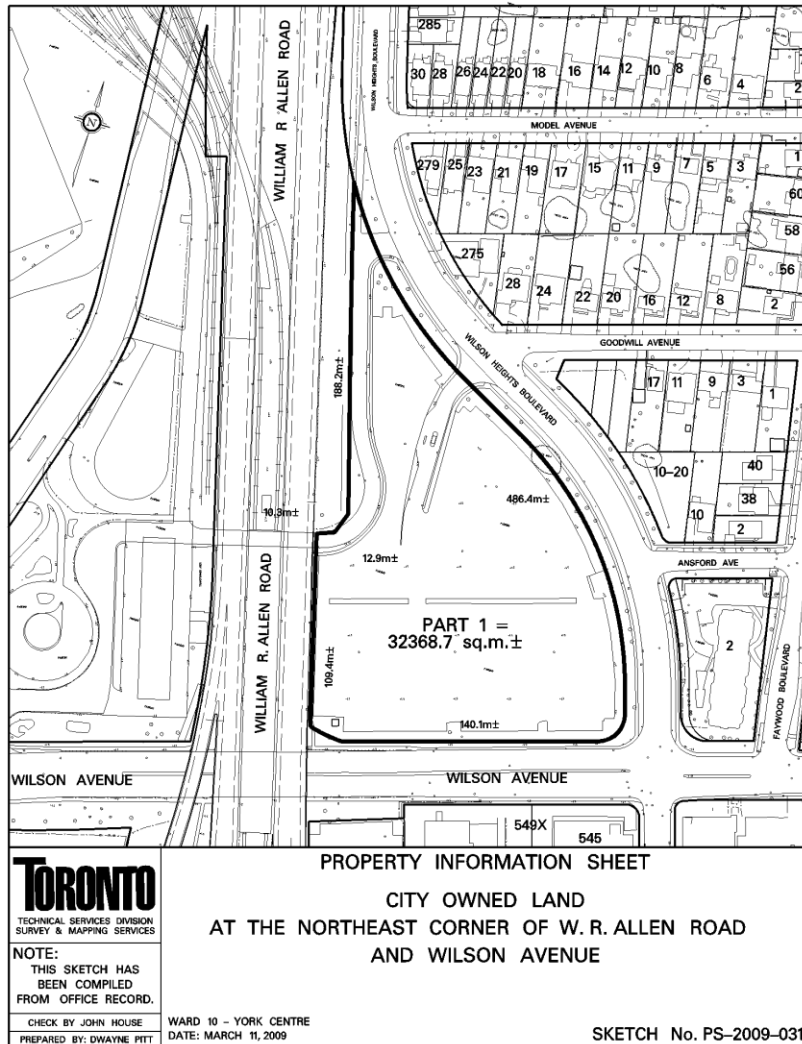 285
30 28 26 24 22 20 18 16 14 12 10 8 6 4 2
WILSON HEIGHTS BOULEVARD
WILLIAM R ALLEN ROAD
N
MODEL AVENUE
279 25 23 21 19 17 15 11 9 7 5 3 1
60
58
56
275
28 24 22 20 16 12 8 2
GOODWILL AVENUE
WILSON HEIGHTS BOULEVARD
188.2m±
17 11 9 3 1
10-20
40
38
10
2
486.4m±
10.3m±
12.9m±
ANSFORD AVE
WILLIAM R. ALLEN ROAD
PART 1 =
32368.7 sq.m.±
109.4m±
2
FAYWOOD BOULEVARD
140.1m±
WILSON AVENUE
WILSON AVENUE
549X
545
TORONTO
TECHNICAL SERVICES DIVISION
SURVEY & MAPPING SERVICES
NOTE:
THIS SKETCH HAS
BEEN COMPILED
FROM OFFICE RECORD.
CHECK BY JOHN HOUSE
PREPARED BY: DWAYNE PITT
PROPERTY INFORMATION SHEET
CITY OWNED LAND
AT THE NORTHEAST CORNER OF W. R. ALLEN ROAD
AND WILSON AVENUE
WARD 10 - YORK CENTRE
DATE: MARCH 11, 2009
SKETCH No. PS-2009-031